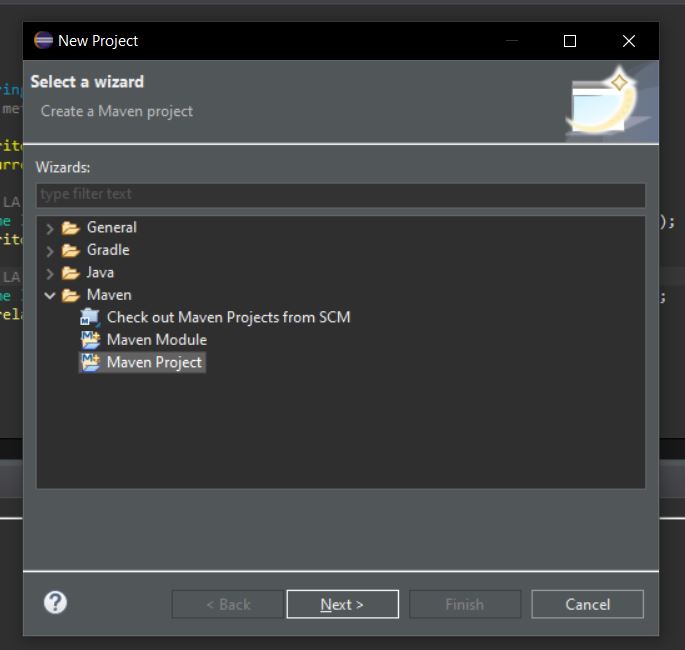 New Project
Select a wizard
Create a Maven project
Wizards:
type filter text
General
Gradle
Java
Maven
Check out Maven Projects from SCM
Maven Module
Maven Project
?
< Back
Next >
Finish
Cancel